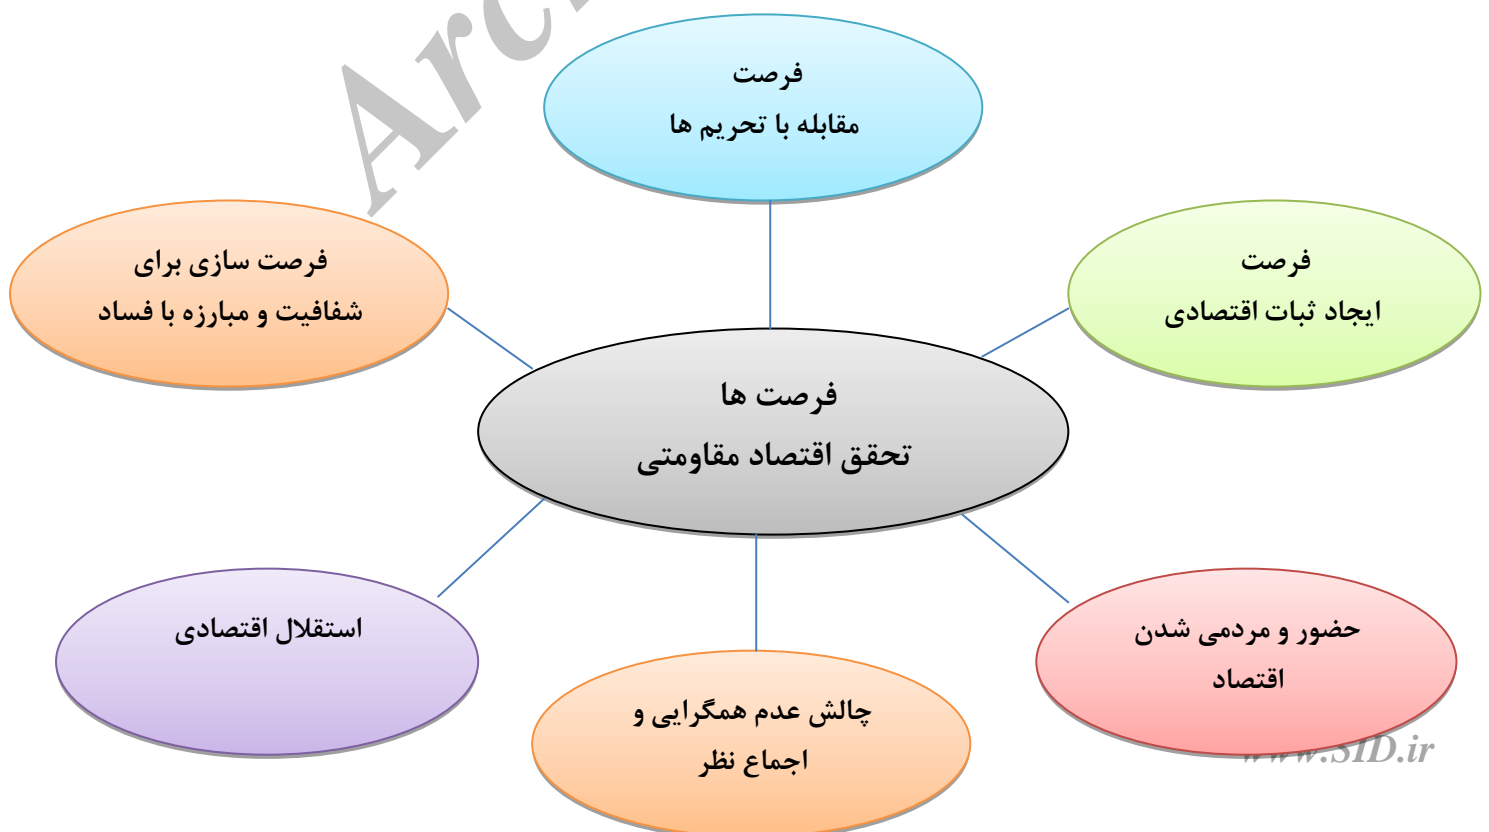 Arc
فرصت
مقابله با تحریم ها
فرصت
ایجاد ثبات اقتصادی
فرصت سازی برای
شفافیت و مبارزه با فساد
فرصت ها
تحقق اقتصاد مقاومتی
حضور و مردمی شدن
اقتصاد
استقلال اقتصادی
چالش عدم همگرایی و
اجماع نظر
www.SID.ir